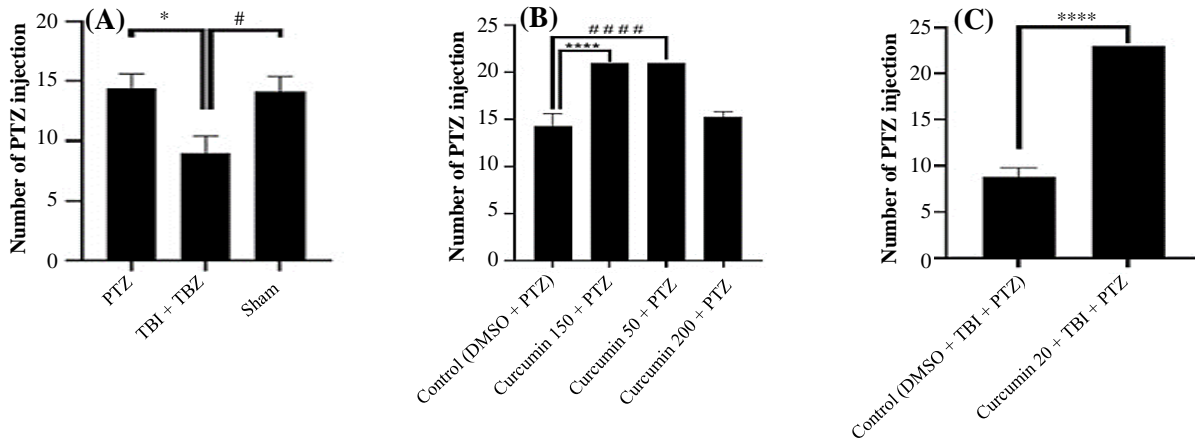 (A)
Number of PTZ injection
20
15
10
5
0
*
#
PTZ
TBI + TBZ
Sham
(B)
Number of PTZ injection
25
20
15
10
5
0
####
****
Control (DMSO + PTZ)
Curcumin 150 + PTZ
Curcumin 50 + PTZ
Curcumin 200 + PTZ
(C)
Number of PTZ injection
25
20
15
10
5
0
****
Control (DMSO + TBI + PTZ)
Curcumin 20 + TBI + PTZ